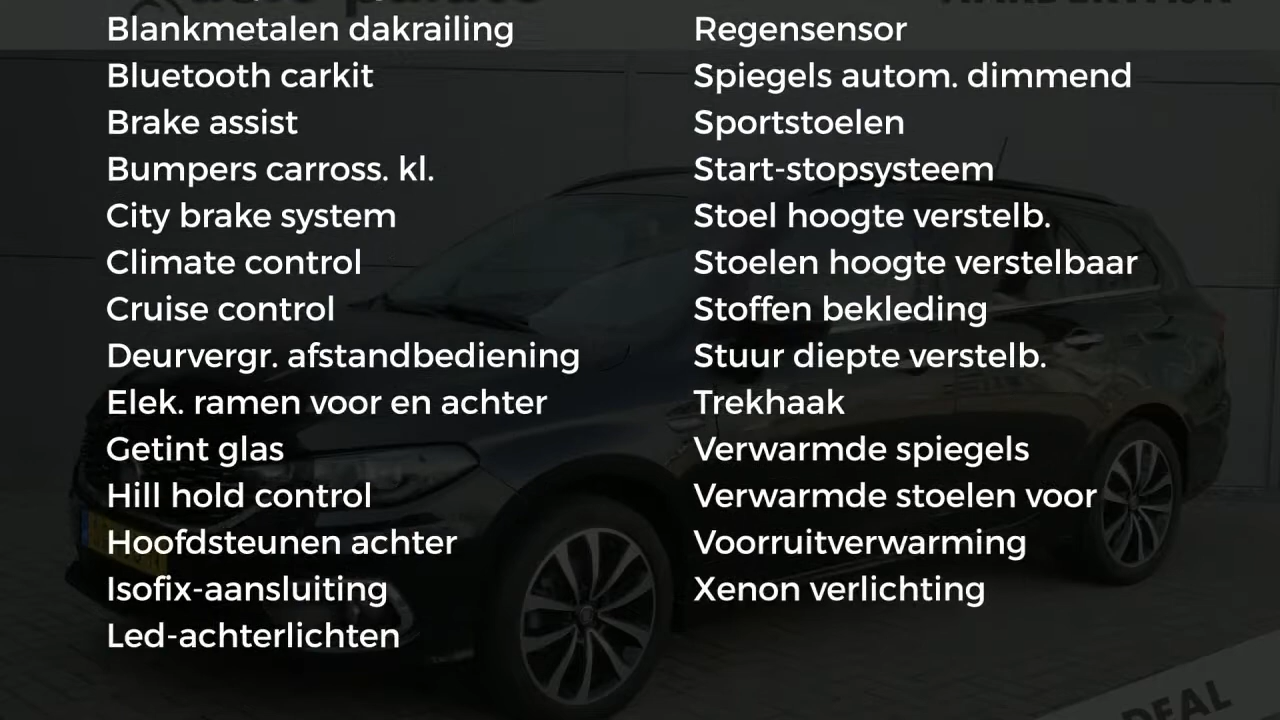 Blankmetalen dakrailing
Bluetooth carkit
Brake assist
Bumpers carross. kl.
City brake system
Climate control
Cruise control
Deurvergr. afstandbediening
Elek. ramen voor en achter
Getint glas
Hill hold control
Hoofdsteunen achter
Isofix-aansluiting
Led-achterlichten
Regensensor
Spiegels autom. dimmend
Sportstoelen
Start-stopsysteem
Stoel hoogte verstelb.
Stoelen hoogte verstelbaar
Stoffen bekleding
Stuur diepte verstelb.
Trekhaak
Verwarmde spiegels
Verwarmde stoelen voor
Voorruitverwarming
Xenon verlichting
DEAL